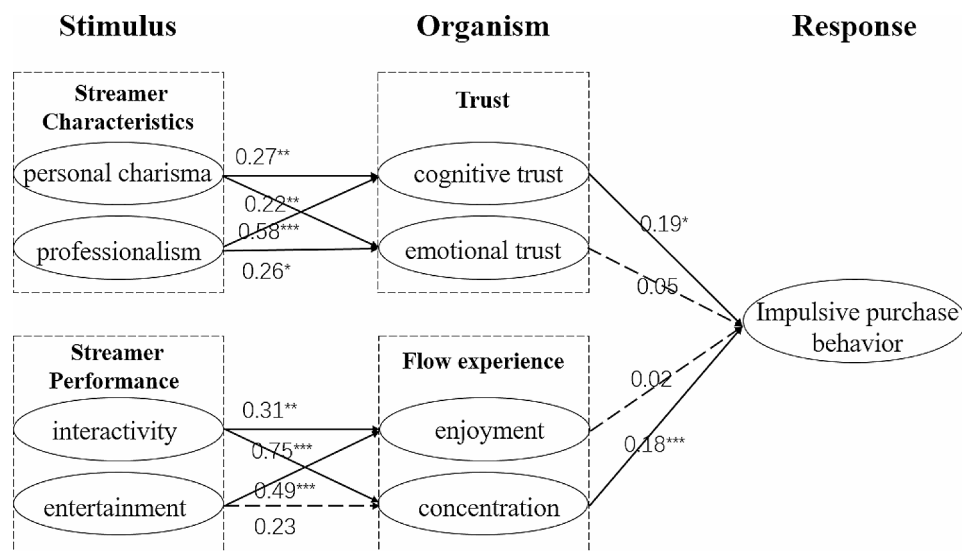 Stimulus
Organism
Response
Streamer
Characteristics
Trust
personal charisma
0.27**
cognitive trust
0.22**
0.19*
0.58***
professionalism
emotional trust
0.26*
0.05
Impulsive purchase
behavior
Streamer
Performance
Flow experience
0.02
interactivity
0.31**
enjoyment
0.75***
0.18***
0.49***
entertainment
concentration
0.23